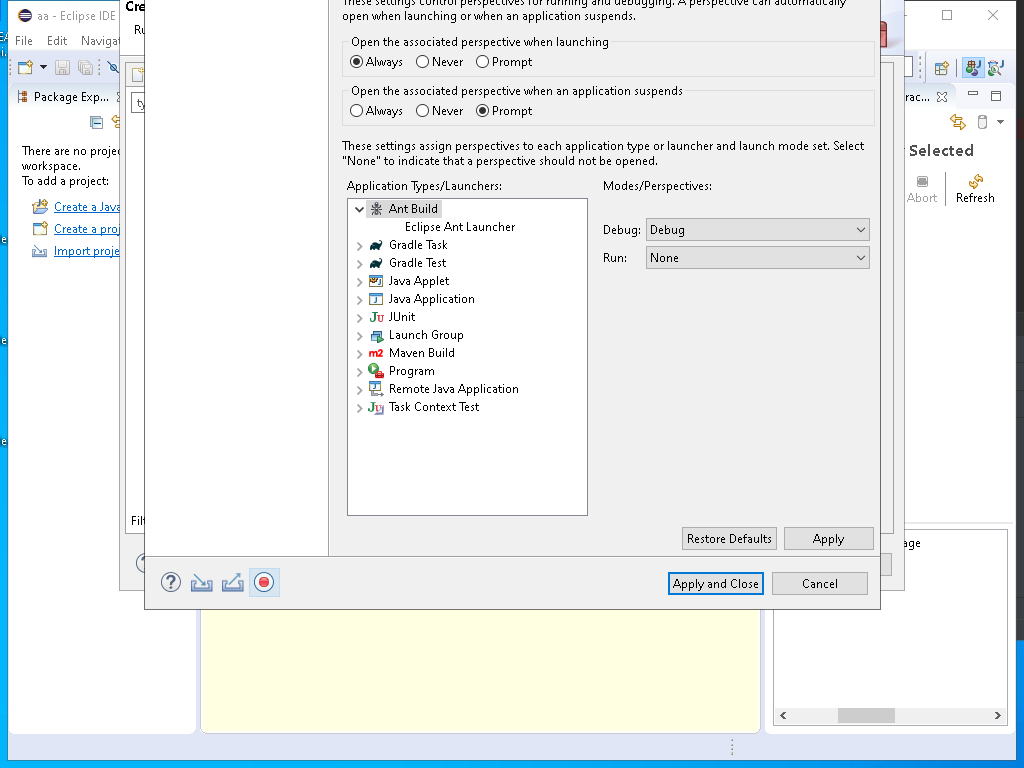 These settings control perspectives for running and debugging. A perspective can automatically
open when launching or when an application suspends.
Open the associated perspective when launching
Always
Never
Prompt
Open the associated perspective when an application suspends
Always
Never
Prompt
These settings assign perspectives to each application type or launcher and launch mode set. Select
"None" to indicate that a perspective should not be opened.
Application Types/Launchers:
Ant Build
Eclipse Ant Launcher
Gradle Task
Gradle Test
Java Applet
Java Application
JUnit
Launch Group
Maven Build
Program
Remote Java Application
Task Context Test
Modes/Perspectives:
Debug:
Debug
Run:
None
Restore Defaults
Apply
Apply and Close
Cancel
aa - Eclipse IDE
File
Edit
Navigat
Package Exp...
There are no proje
workspace.
To add a project:
Create a Java
Create a proj
Import proje
Cre
Ru
ty
Filt
rac...
Selected
Abort
Refresh
age